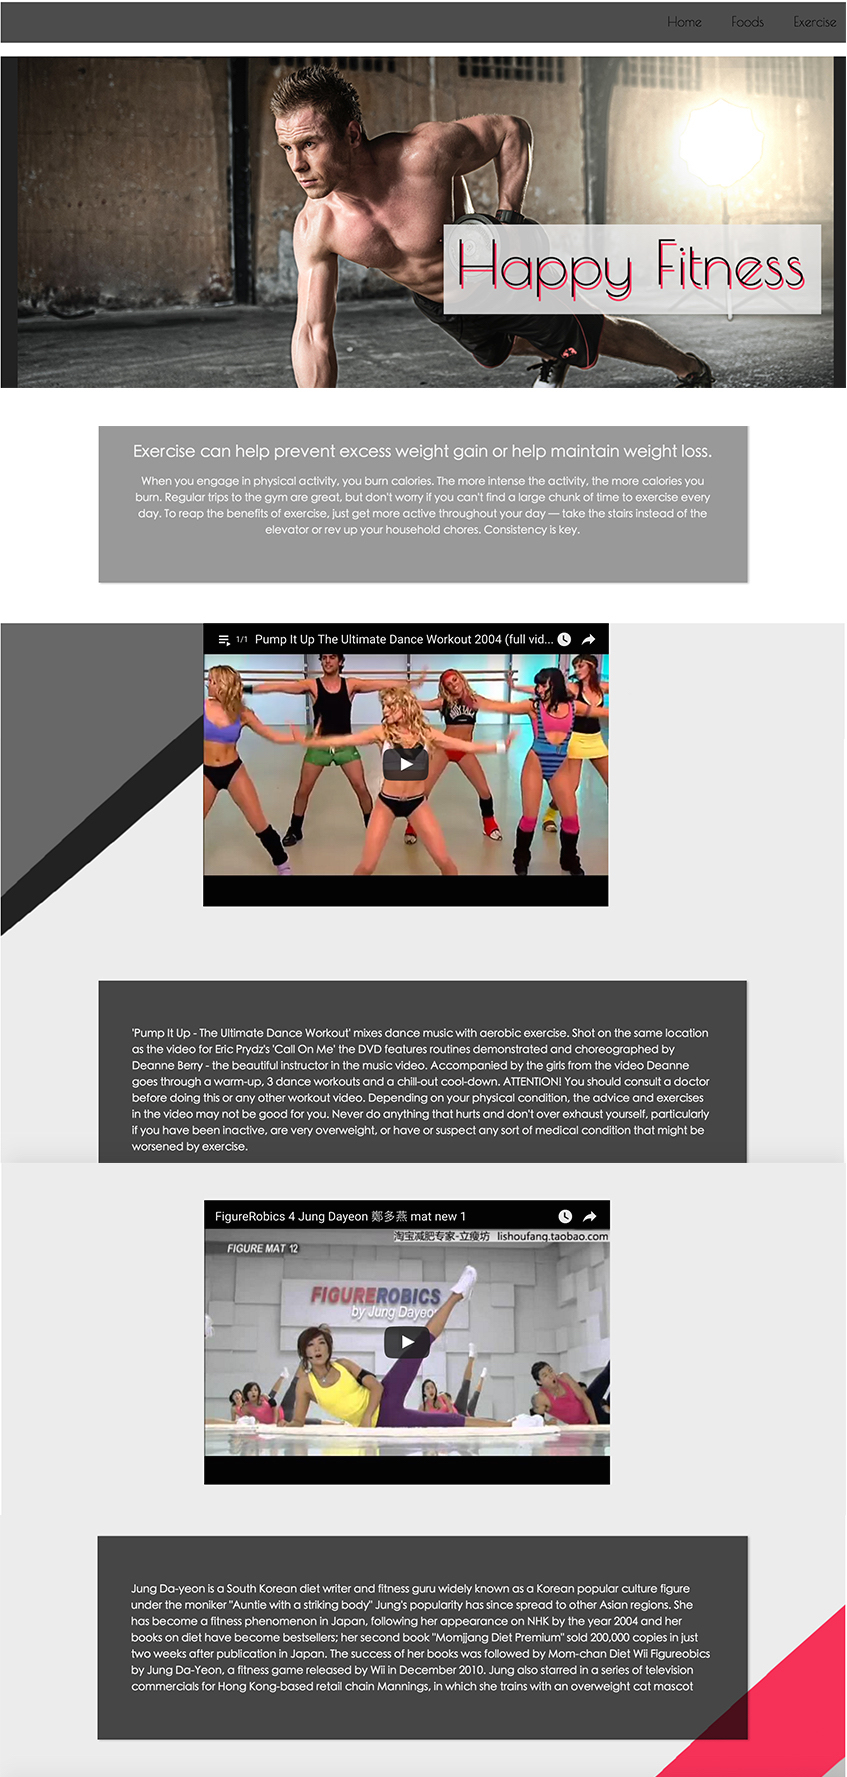 Home Foods Exercise
Happy Fitness
Exercise can help prevent excess weight gain or help maintain weight loss.
When you engage in physical activity, you burn calories. The more intense the activity, the more calories you
burn. Regular trips to the gym are great, but don't worry if you can't find a large chunk of time to exercise every
day. To reap the benefits of exercise, just get more active throughout your day — take the stairs instead of the
elevator or rev up your household chores. Consistency is key.
1/1 Pump It Up The Ultimate Dance Workout 2004 (full vid...
'Pump It Up - The Ultimate Dance Workout' mixes dance music with aerobic exercise. Shot on the same location
as the video for Eric Prydz's 'Call On Me' the DVD features routines demonstrated and choreographed by
Deanne Berry - the beautiful instructor in the music video. Accompanied by the girls from the video Deanne
goes through a warm-up, 3 dance workouts and a chill-out cool-down. ATTENTION! You should consult a doctor
before doing this or any other workout video. Depending on your physical condition, the advice and exercises
in the video may not be good for you. Never do anything that hurts and don't over exhaust yourself, particularly
if you have been inactive, are very overweight, or have or suspect any sort of medical condition that might be
worsened by exercise.
FigureRobics 4 Jung Dayeon 鄭多燕 mat new 1
淘宝减肥专家-立瘦坊 lishoufang.taobao.com
FIGURE MAT 12
FIGUREROBICS
by Jung Dayeo
Jung Da-yeon is a South Korean diet writer and fitness guru widely known as a Korean popular culture figure
under the moniker "Auntie with a striking body" Jung's popularity has since spread to other Asian regions. She
has become a fitness phenomenon in Japan, following her appearance on NHK by the year 2004 and her
books on diet have become bestsellers; her second book "Momjjang Diet Premium" sold 200,000 copies in just
two weeks after publication in Japan. The success of her books was followed by Mom-chan Diet Wii Figureobics
by Jung Da-Yeon, a fitness game released by Wii in December 2010. Jung also starred in a series of television
commercials for Hong Kong-based retail chain Mannings, in which she trains with an overweight cat mascot